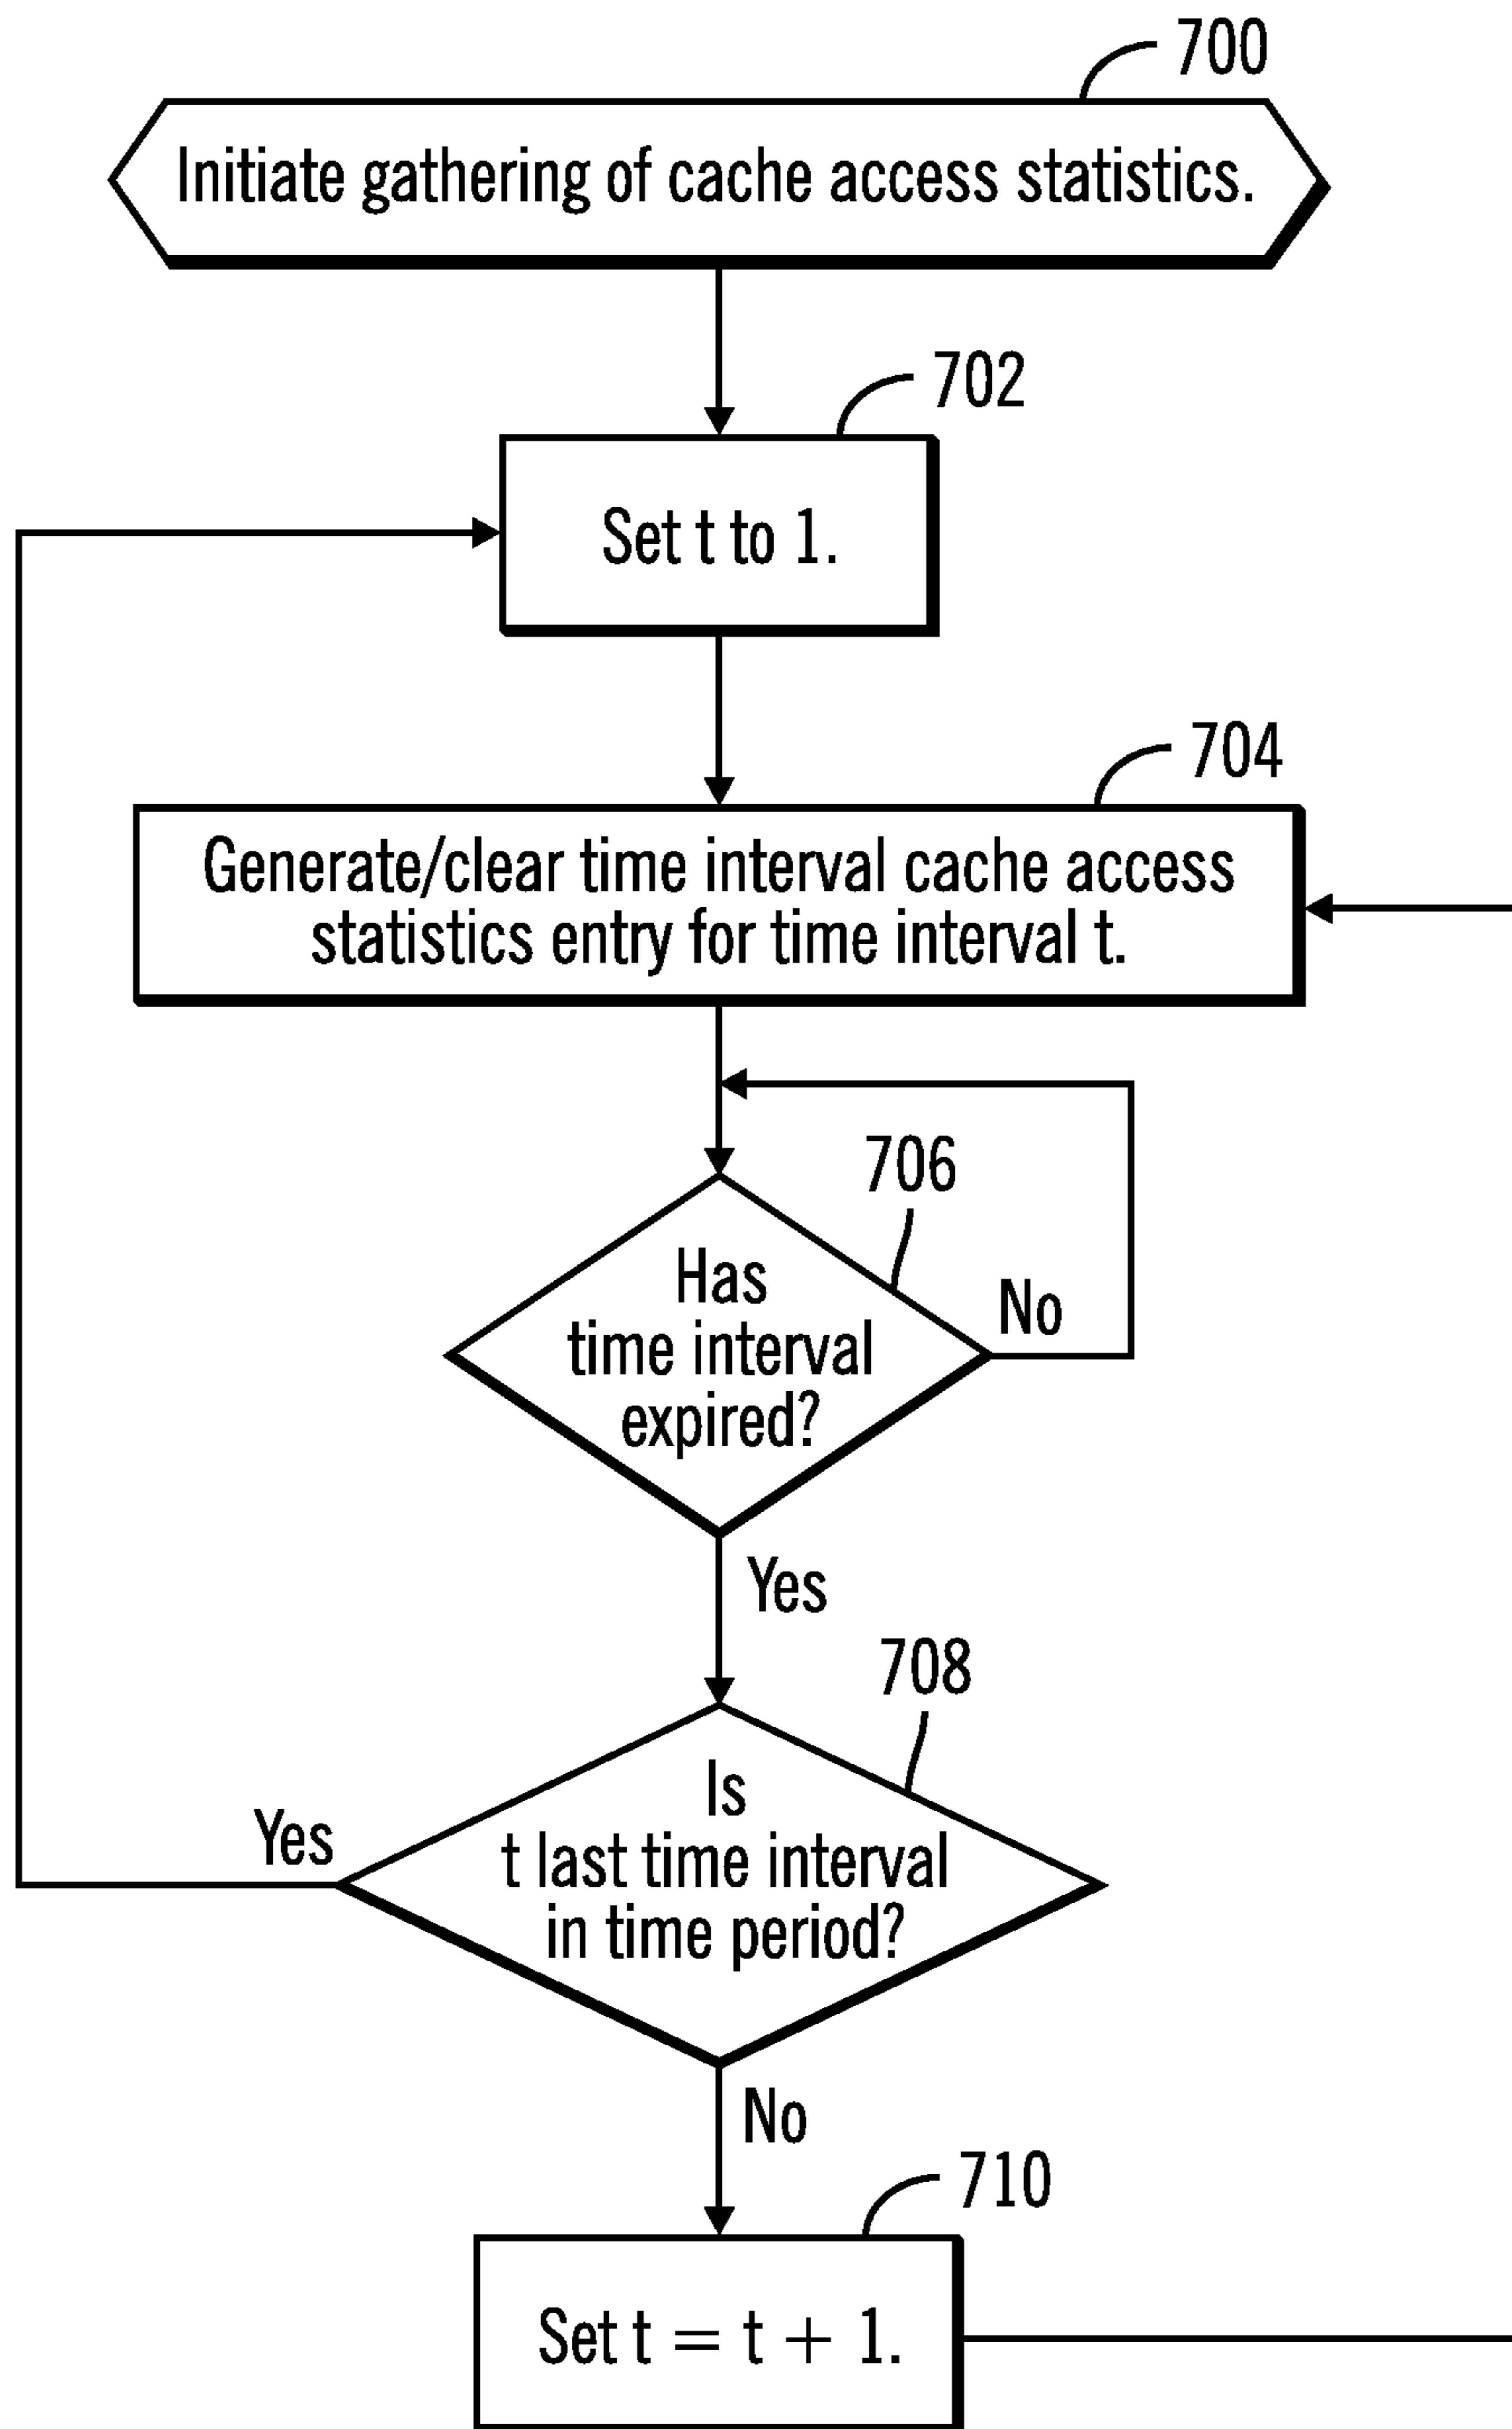 700
Initiate gathering of cache access statistics.
702
Set t to 1.
704
Generate/clear time interval cache access
statistics entry for time interval t.
706
Has
time interval
expired?
No
Yes
708
Is
t last time interval
in time period?
Yes
No
710
Set t = t + 1.